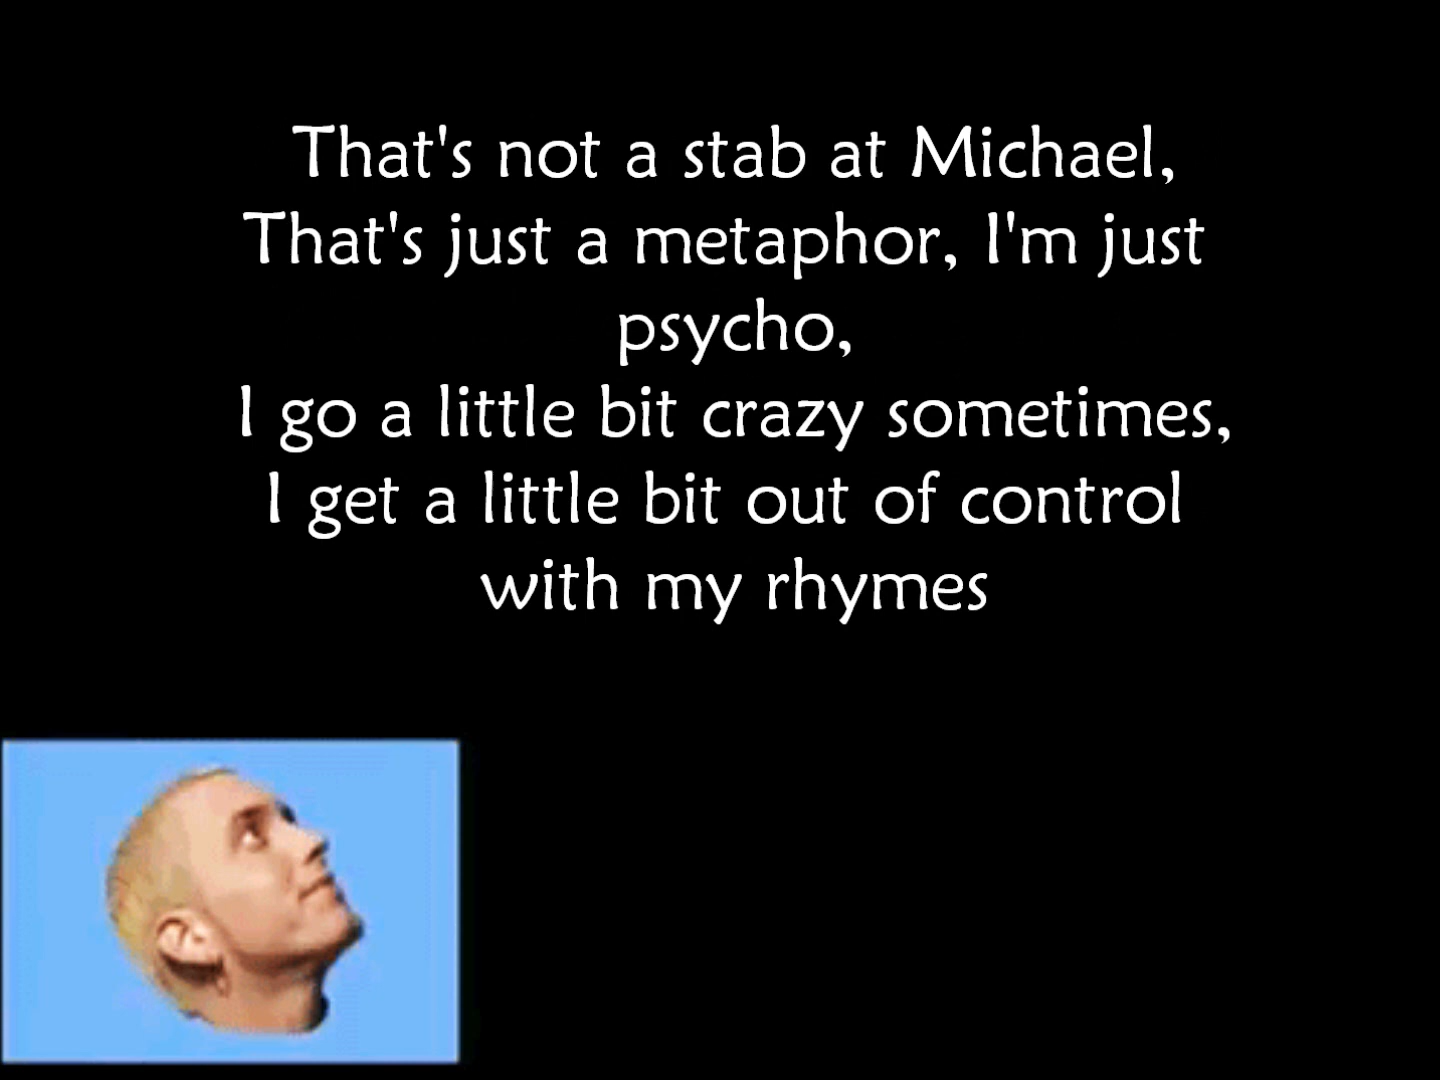 That's not a stab at Michael,
That's just a metaphor, I'm just
psycho,
I go a little bit crazy sometimes,
I get a little bit out of control
with my rhymes